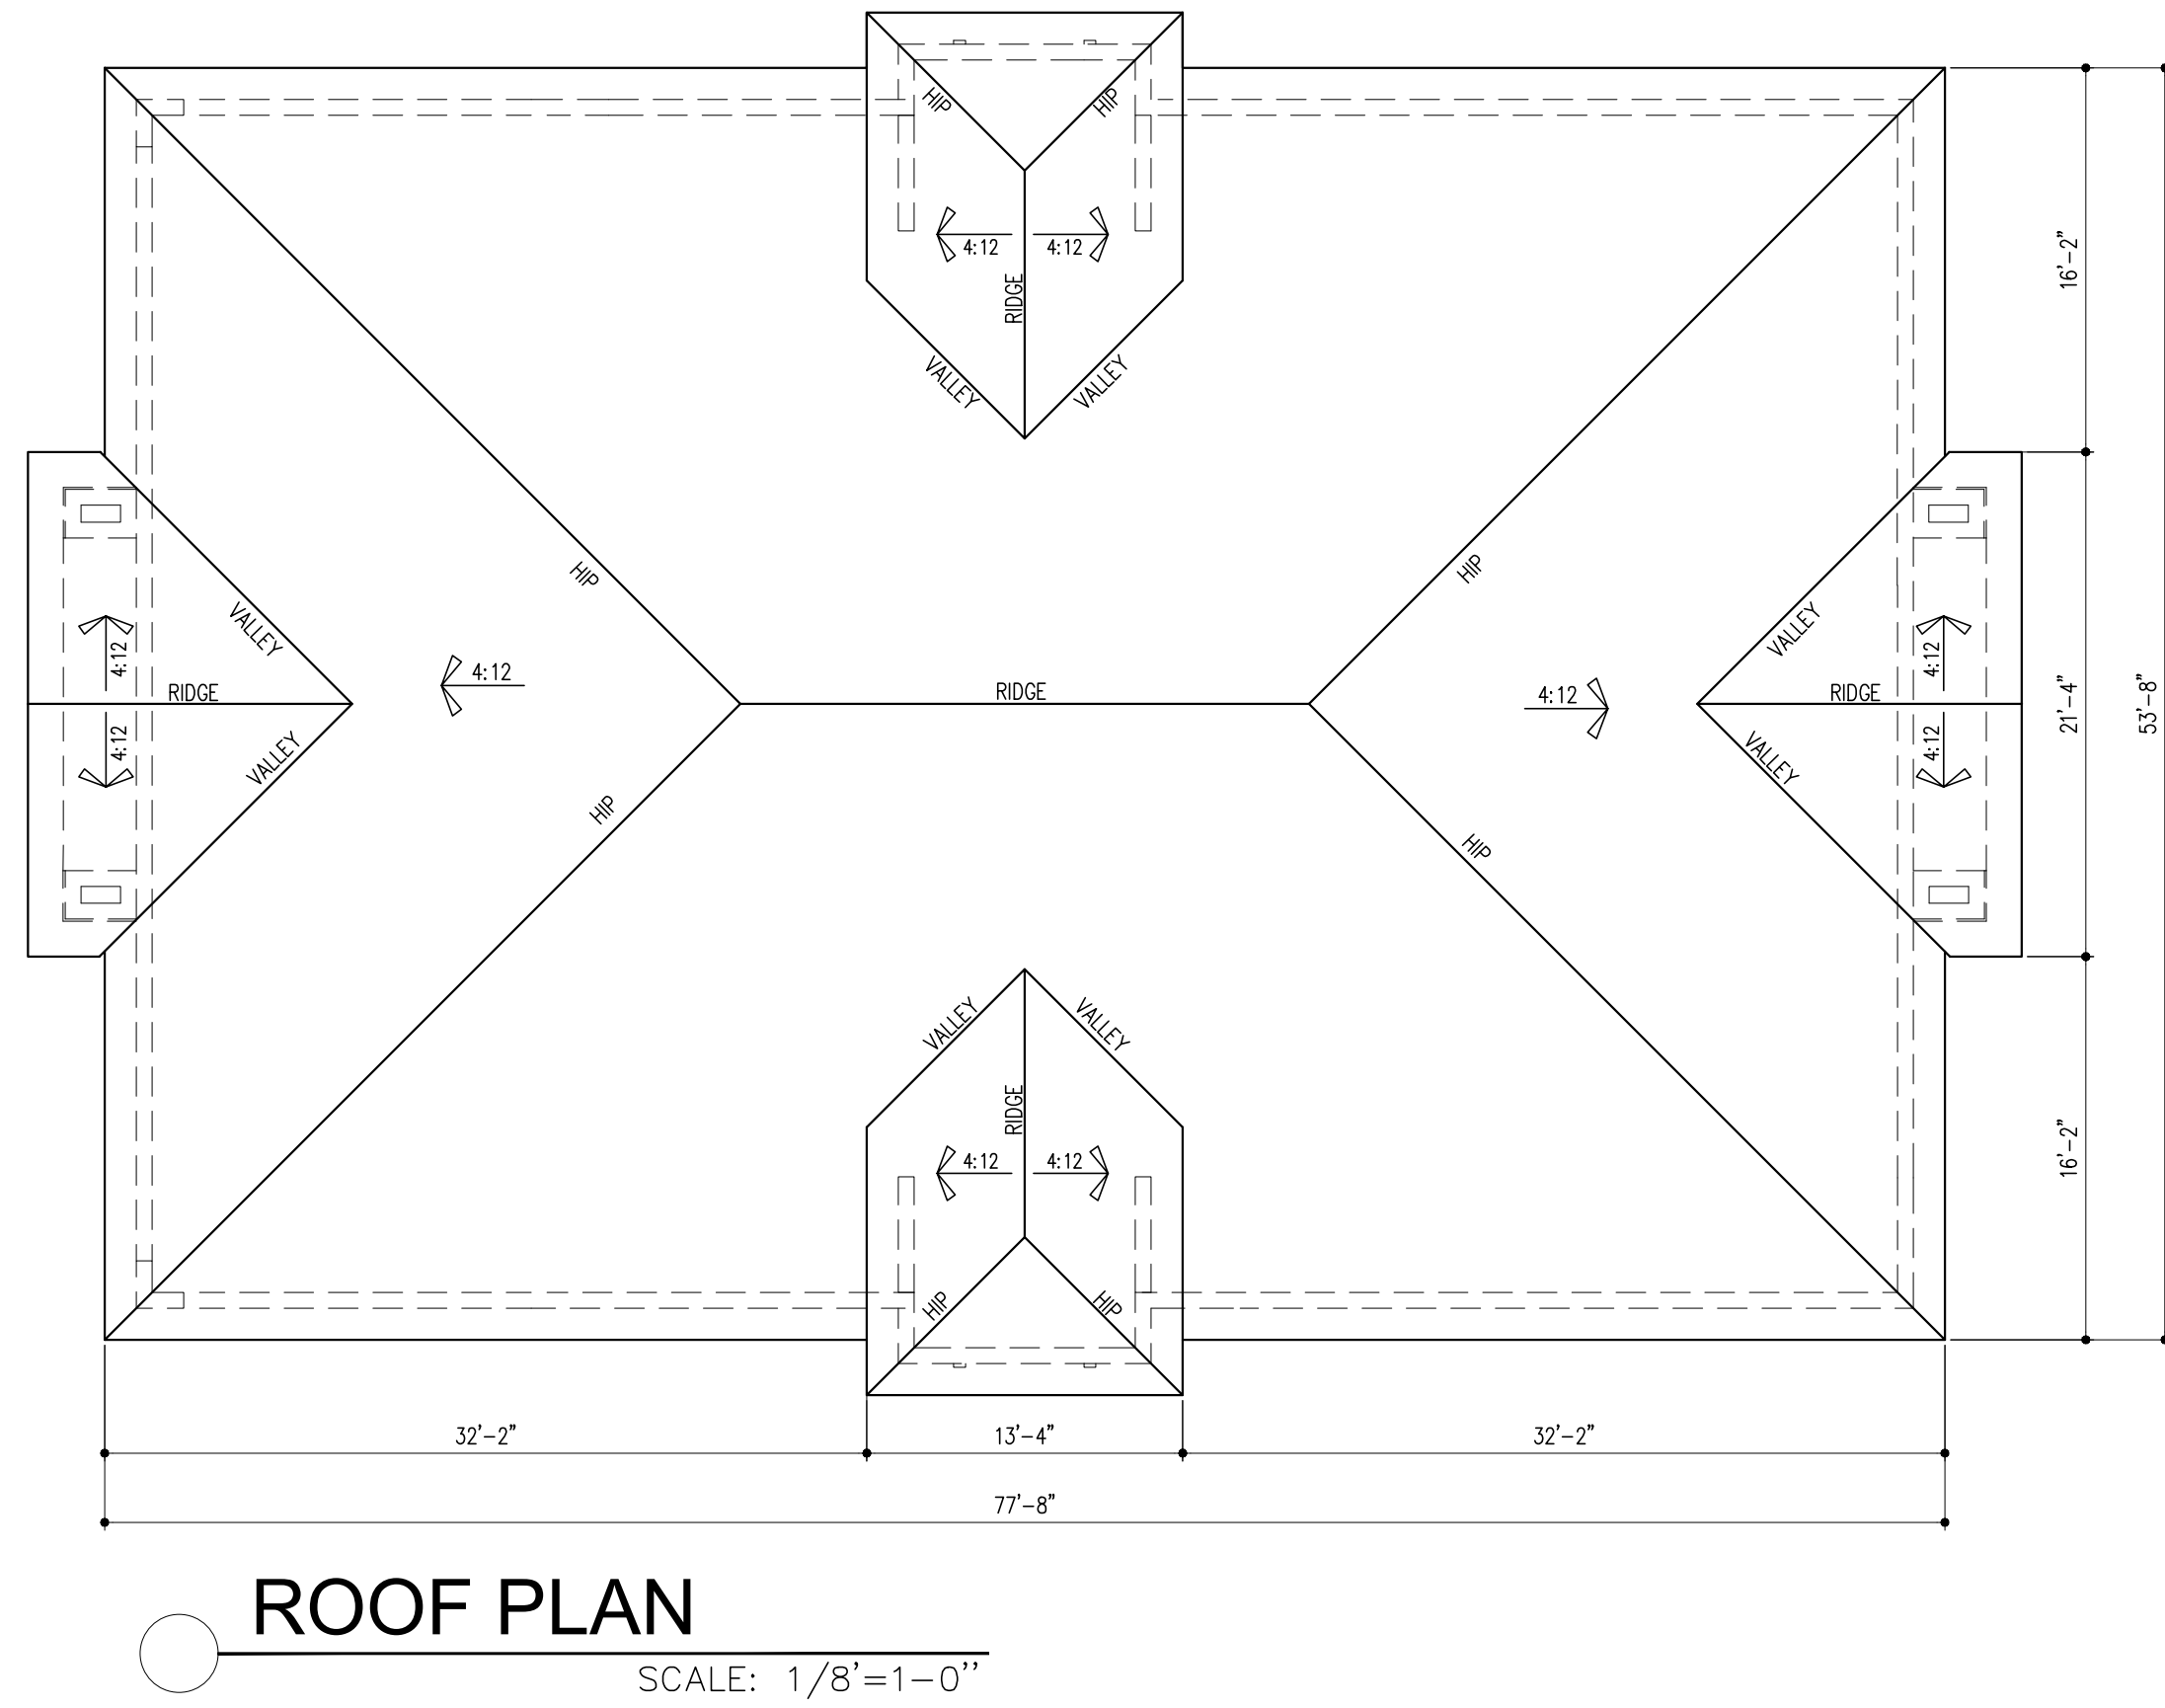 HIP
HIP
4:12
4:12
16'-2"
RIDGE
VALLEY
VALLEY
HIP
HIP
VALLEY
VALLEY
4:12
4:12
4:12
4:12
RIDGE
RIDGE
RIDGE
4:12
21'-4"
53'-8"
4:12
4:12
VALLEY
VALLEY
HIP
HIP
VALLEY
VALLEY
RIDGE
16'-2"
4:12
4:12
HIP
HIP
32'-2"
13'-4"
32'-2"
77'-8"
ROOF PLAN
SCALE: 1/8'=1-0''